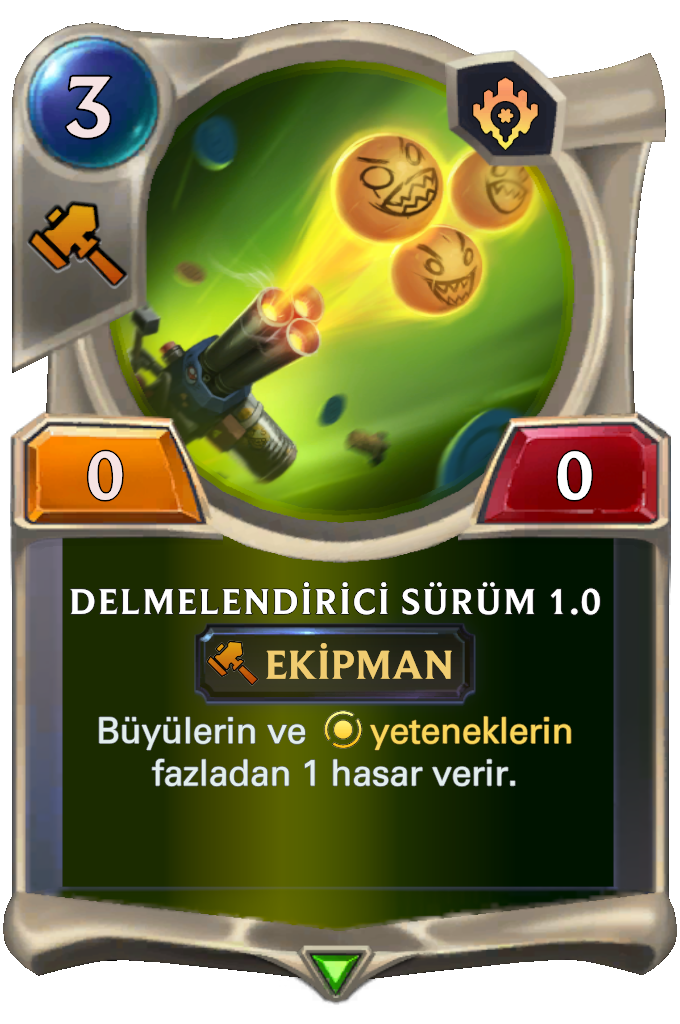 3
0
0
DELMELENDİRİCİ SÜRÜM 1.0
EKİPMAN
Büyülerin ve yeteneklerin
fazladan 1 hasar verir.